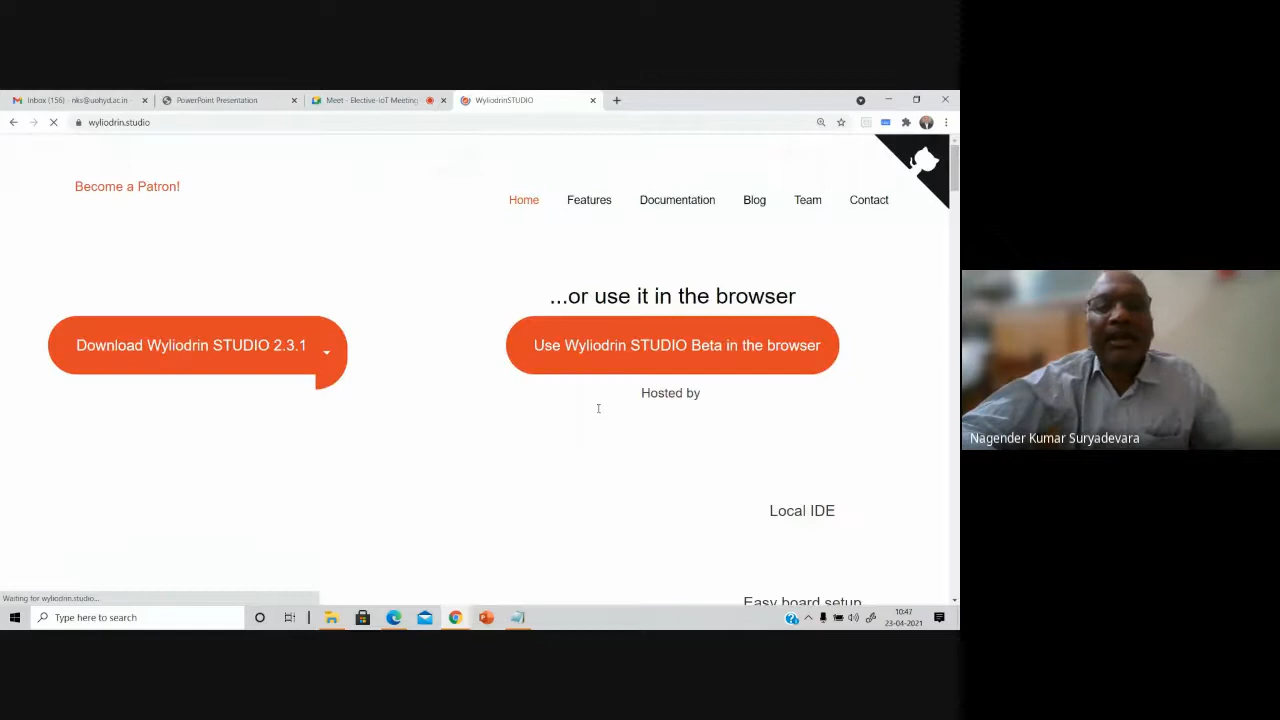 Inbox (156) - nks@uohyd.ac.in
PowerPoint Presentation
Meet - Elective-IoT Meeting
WyliodrinSTUDIO
wyliodrin.studio
Become a Patron!
Home
Features
Documentation
Blog
Team
Contact
...or use it in the browser
Download Wyliodrin STUDIO 2.3.1
Use Wyliodrin STUDIO Beta in the browser
Hosted by
Nagender Kumar Suryadevara
Local IDE
Waiting for wyliodrin.studio...
Easy board setup
Type here to search
10:47
23-04-2021